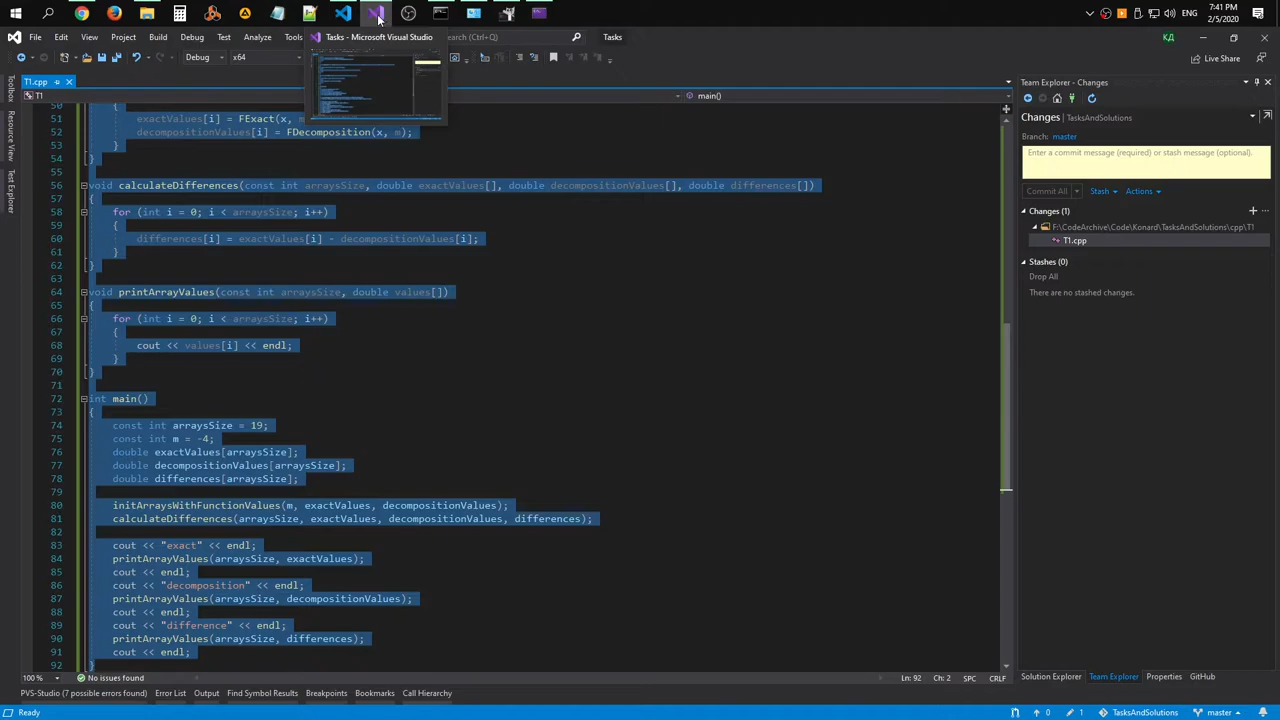 ENG
7:41 PM
2/5/2020
File Edit View Project Build Debug Test Analyze Tools
Tasks - Microsoft Visual Studio
(Ctrl+Q)
Tasks
КД
Debug
x64
Live Share
T1.cpp
T1
main()
Toolbox
Resource View
Test Explorer
50 {
51 exactValues[i] = FExact(x, m
52 decompositionValues[i] = FDecomposition(x, m);
53 }
54 }
55
56 void calculateDifferences(const int arraysSize, double exactValues[], double decompositionValues[], double differences[])
57 {
58 for (int i = 0; i < arraysSize; i++)
59 {
60 differences[i] = exactValues[i] - decompositionValues[i];
61 }
62 }
63
64 void printArrayValues(const int arraysSize, double values[])
65 {
66 for (int i = 0; i < arraysSize; i++)
67 {
68 cout << values[i] << endl;
69 }
70 }
71
72 int main()
73 {
74 const int arraysSize = 19;
75 const int m = -4;
76 double exactValues[arraysSize];
77 double decompositionValues[arraysSize];
78 double differences[arraysSize];
79
80 initArraysWithFunctionValues(m, exactValues, decompositionValues);
81 calculateDifferences(arraysSize, exactValues, decompositionValues, differences);
82
83 cout << "exact" << endl;
84 printArrayValues(arraysSize, exactValues);
85 cout << endl;
86 cout << "decomposition" << endl;
87 printArrayValues(arraysSize, decompositionValues);
88 cout << endl;
89 cout << "difference" << endl;
90 printArrayValues(arraysSize, differences);
91 cout << endl;
92 }
100 %
No issues found
Ln: 92 Ch: 2 SPC CRLF
PVS-Studio (7 possible errors found) Error List Output Find Symbol Results Breakpoints Bookmarks Call Hierarchy
Ready
Team Explorer - Changes
Changes | TasksAndSolutions
Branch: master
Enter a commit message (required) or stash message (optional).
Commit All Stash Actions
Changes (1)
F:\CodeArchive\Code\Konard\TasksAndSolutions\cpp\T1
T1.cpp
Stashes (0)
Drop All
There are no stashed changes.
Solution Explorer Team Explorer Properties GitHub
0 1 TasksAndSolutions master